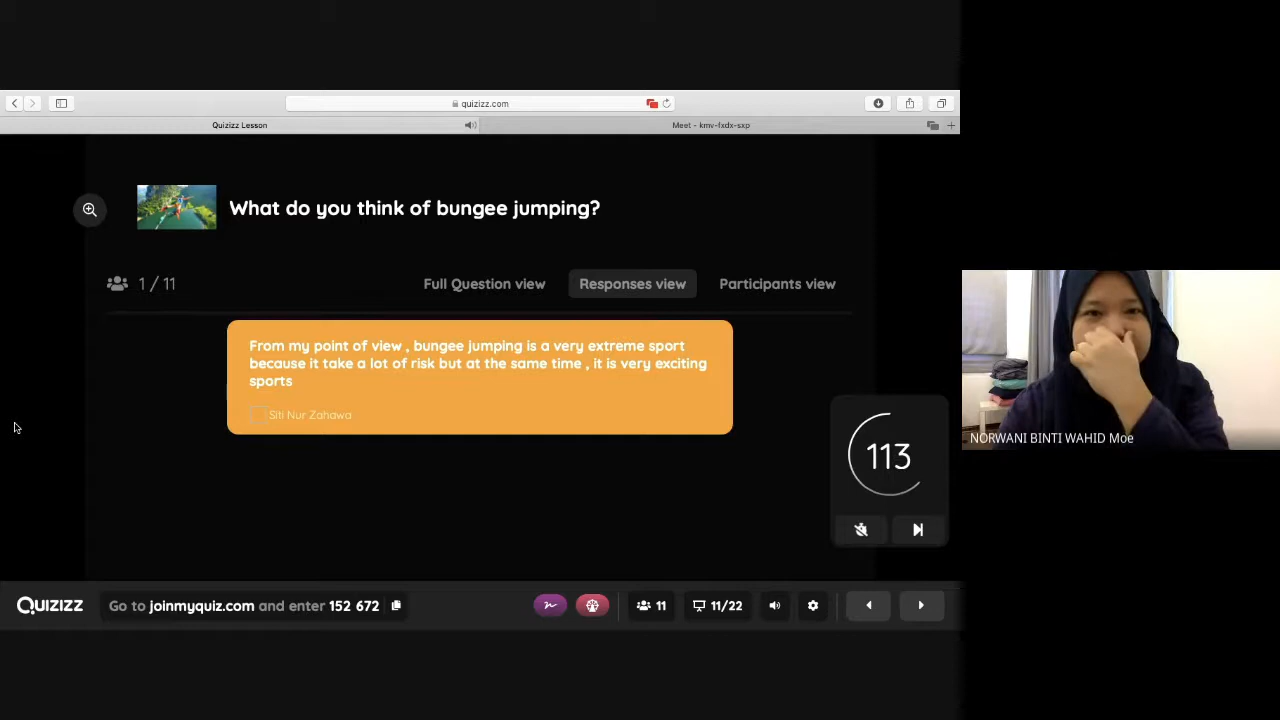 quizizz.com
Quizizz Lesson
Meet - kmv-fxdx-sxp
What do you think of bungee jumping?
1 / 11
Full Question view
Responses view
Participants view
From my point of view , bungee jumping is a very extreme sport
because it take a lot of risk but at the same time , it is very exciting
sports
Siti Nur Zahawa
113
NORWANI BINTI WAHID Moe
QUIZIZZ
Go to joinmyquiz.com and enter 152 672
11
11/22